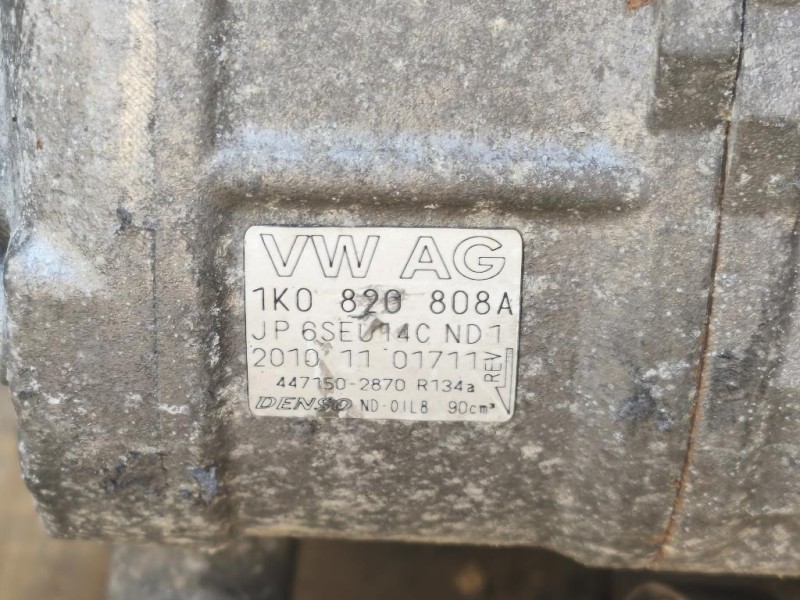 VW AG
1K0 820 808A
JP 6SEU14C ND1
2010 11 01711
REV
447150-2870 R134a
DENSO ND-OIL8 90cm³